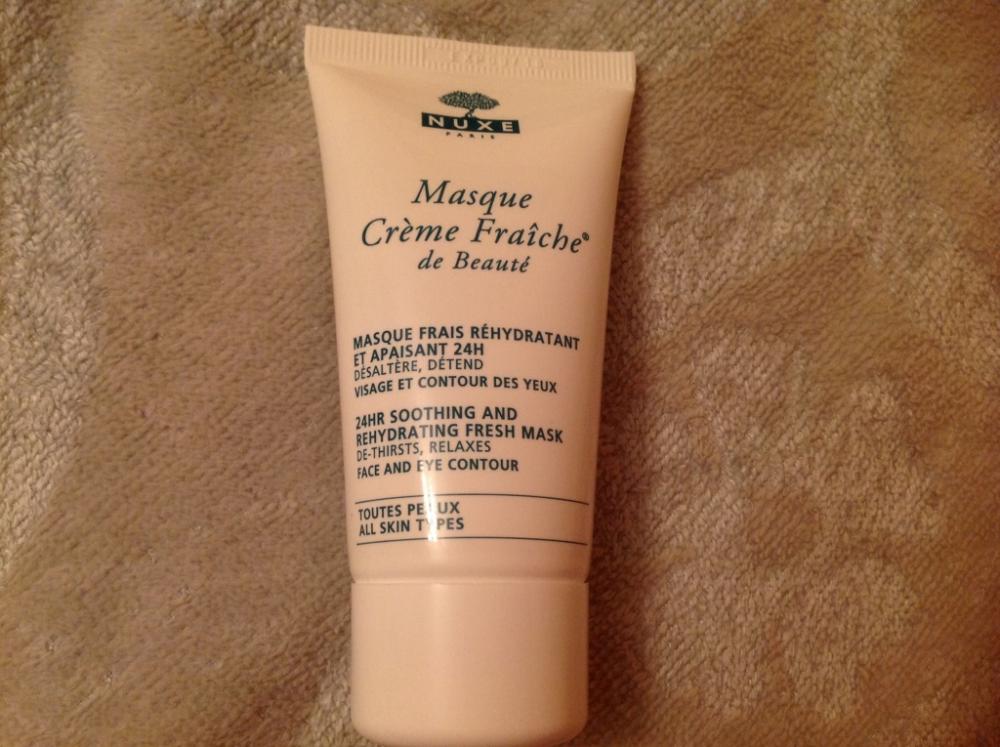 NUXE
PARIS
Masque
Crème Fraîche®
de Beauté
MASQUE FRAIS RÉHYDRATANT
ET APAISANT 24H
DÉSALTÈRE, DÉTEND
VISAGE ET CONTOUR DES YEUX
24HR SOOTHING AND
REHYDRATING FRESH MASK
DE-THIRSTS, RELAXES
FACE AND EYE CONTOUR
TOUTES PEAUX
ALL SKIN TYPES